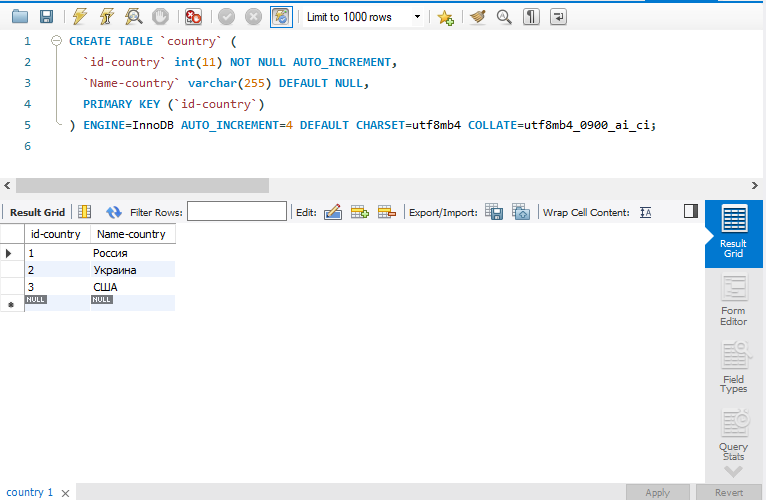 Limit to 1000 rows
1 CREATE TABLE `country` (
2 `id-country` int(11) NOT NULL AUTO_INCREMENT,
3 `Name-country` varchar(255) DEFAULT NULL,
4 PRIMARY KEY (`id-country`)
5 ) ENGINE=InnoDB AUTO_INCREMENT=4 DEFAULT CHARSET=utf8mb4 COLLATE=utf8mb4_0900_ai_ci;
6
Result Grid Filter Rows: Edit: Export/Import: Wrap Cell Content: IA
id-country Name-country
1 Россия
2 Украина
3 США
NULL NULL
Result
Grid
Form
Editor
Field
Types
Query
Stats
country 1 Apply Revert